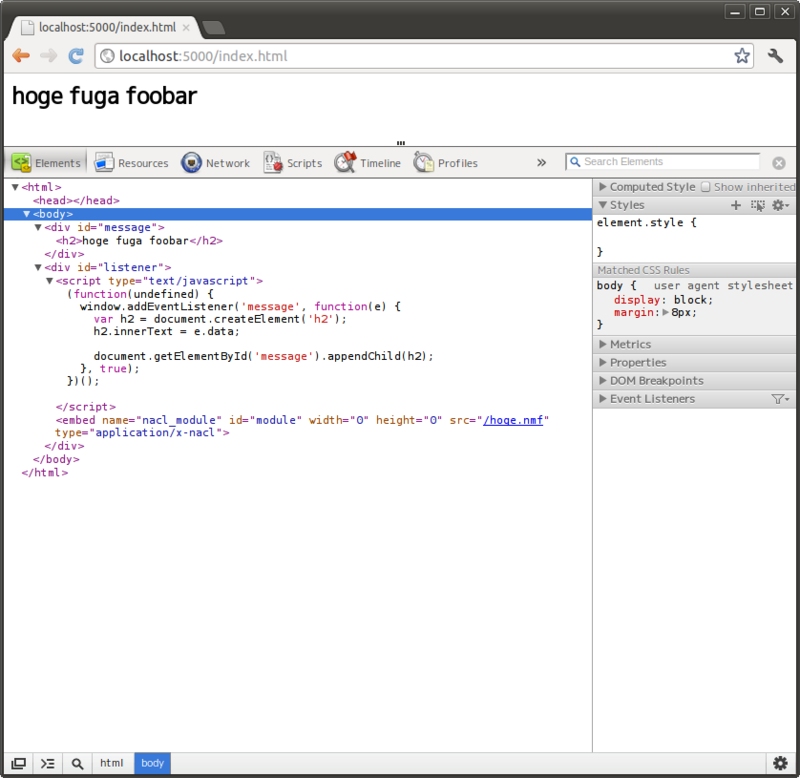 localhost:5000/index.html
localhost:5000/index.html
hoge fuga foobar
Elements Resources Network Scripts Timeline Profiles » Search Elements
<html>
<head></head>
<body>
<div id="message">
<h2>hoge fuga foobar</h2>
</div>
<div id="listener">
<script type="text/javascript">
(function(undefined) {
window.addEventListener('message', function(e) {
var h2 = document.createElement('h2');
h2.innerText = e.data;
document.getElementById('message').appendChild(h2);
}, true);
})();
</script>
<embed name="nacl_module" id="module" width="0" height="0" src="/hoge.nmf"
type="application/x-nacl">
</div>
</body>
</html>
Computed Style Show inherited
Styles
element.style {
}
Matched CSS Rules
body { user agent stylesheet
display: block;
margin: 8px;
}
Metrics
Properties
DOM Breakpoints
Event Listeners
html body